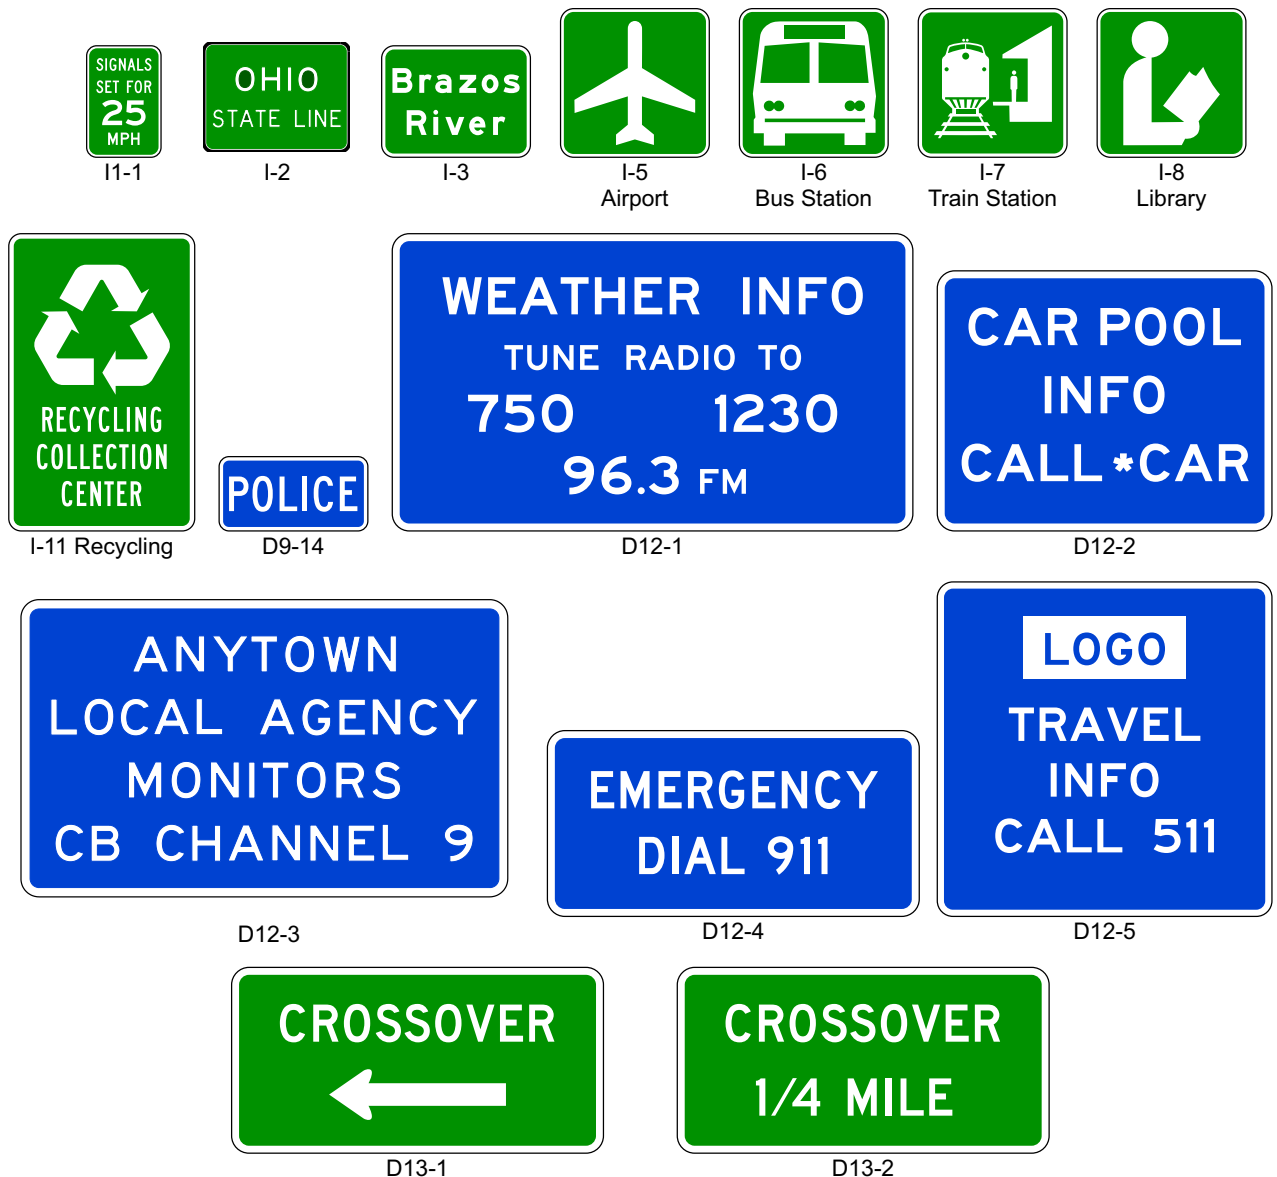 SIGNALS
SET FOR
25
MPH
I1-1
OHIO
STATE LINE
I-2
Brazos
River
I-3
I-5
Airport
I-6
Bus Station
I-7
Train Station
I-8
Library
RECYCLING
COLLECTION
CENTER
I-11 Recycling
POLICE
D9-14
WEATHER INFO
TUNE RADIO TO
750 1230
96.3 FM
D12-1
CAR POOL
INFO
CALL *CAR
D12-2
ANYTOWN
LOCAL AGENCY
MONITORS
CB CHANNEL 9
D12-3
EMERGENCY
DIAL 911
D12-4
LOGO
TRAVEL
INFO
CALL 511
D12-5
CROSSOVER
D13-1
CROSSOVER
1/4 MILE
D13-2